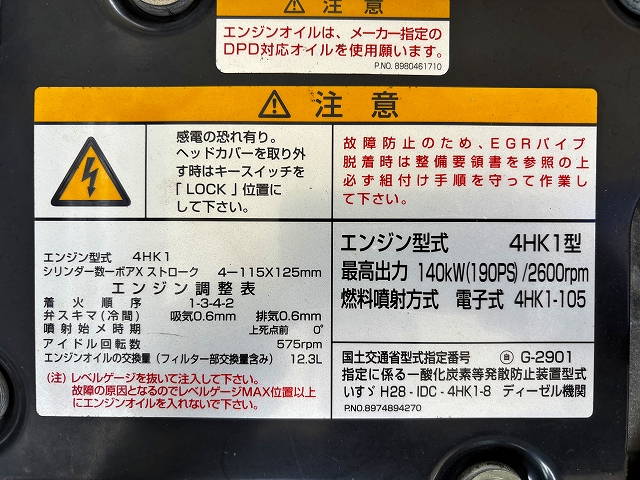 ⚠ 注意
エンジンオイルは、メーカー指定の
DPD対応オイルを使用願います。
P.NO. 8980461710
⚠ 注意
感電の恐れ有り。
ヘッドカバーを取り外
す時はキースイッチを
「LOCK」位置に
して下さい。
故障防止のため、EGRパイプ
脱着時は整備要領書を参照の上
必ず組付け手順を守って作業し
て下さい。
エンジン型式 4HK1
シリンダー数ーボアX ストローク 4ー115X125mm
エンジン調整表
着火順序 1-3-4-2
弁スキマ(冷間) 吸気0.6mm 排気0.6mm
噴射始メ時期 上死点前 0°
アイドル回転数 575rpm
エンジンオイルの交換量(フィルター部交換量含み) 12.3L
(注) レベルゲージを抜いて注入して下さい。
故障の原因となるのでレベルゲージMAX位置以上
にエンジンオイルを入れないで下さい。
エンジン型式 4HK1型
最高出力 140kW(190PS)/2600rpm
燃料噴射方式 電子式 4HK1-105
国土交通省型式指定番号 自 G-2901
指定に係る一酸化炭素等発散防止装置型式
いすゞ H28-IDC-4HK1-8 ディーゼル機関
P.NO.8974894270